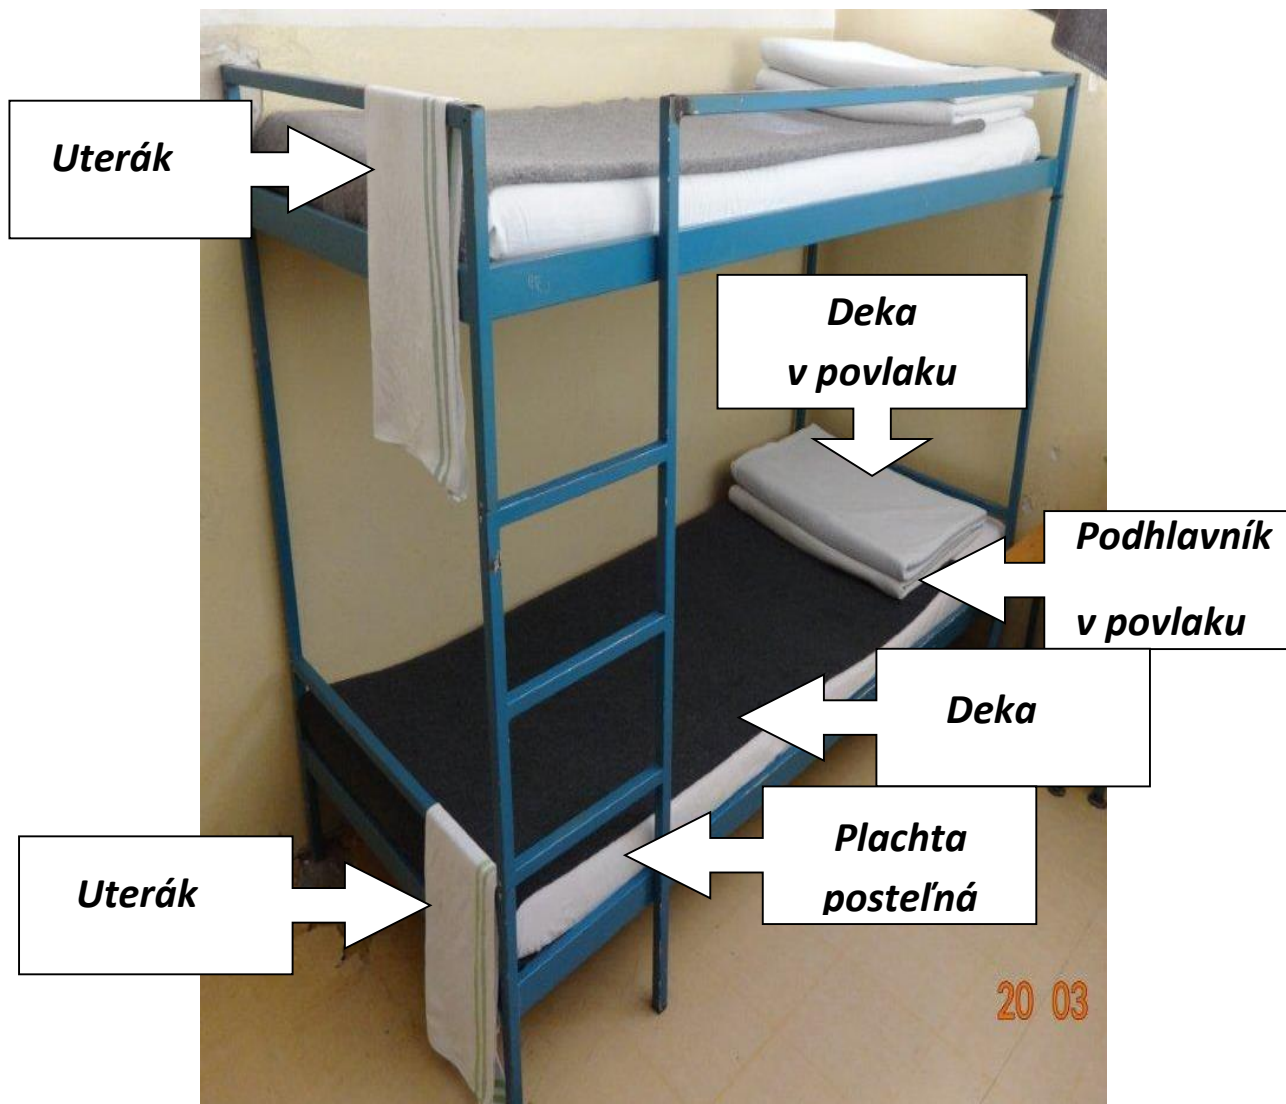 Uterák
Deka
v povlaku
Podhlavník
v povlaku
Deka
Plachta
posteľná
Uterák
20 03